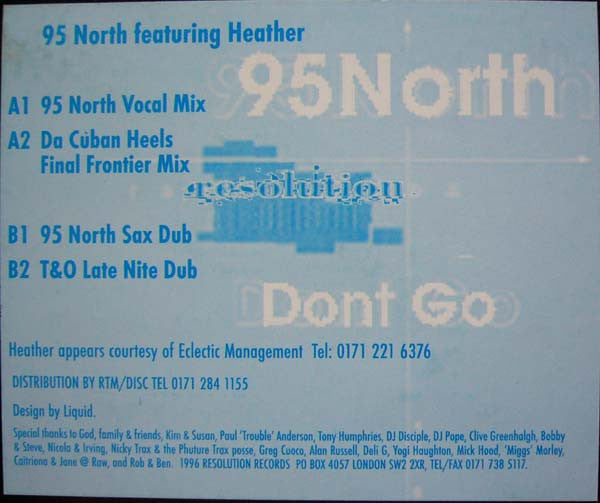 95 North featuring Heather
95North
A1 95 North Vocal Mix
A2 Da Cuban Heels
Final Frontier Mix
resolution
B1 95 North Sax Dub
B2 T&O Late Nite Dub
Dont Go
Heather appears courtesy of Eclectic Management Tel: 0171 221 6376
DISTRIBUTION BY RTM/DISC TEL 0171 284 1155
Design by Liquid.
Special thanks to God, family & friends, Kim & Susan, Paul 'Trouble' Anderson, Tony Humphries, DJ Disciple, DJ Pope, Clive Greenhalgh, Bobby
& Steve, Nicola & Irving, Nicky Trax & the Phuture Trax posse, Greg Cuoco, Alan Russell, Deli G, Yogi Haughton, Mick Hood, 'Miggs' Morley,
Caitriona & Jane @ Raw, and Rob & Ben. 1996 RESOLUTION RECORDS PO BOX 4057 LONDON SW2 2XR, TEL/FAX 0171 738 5117.